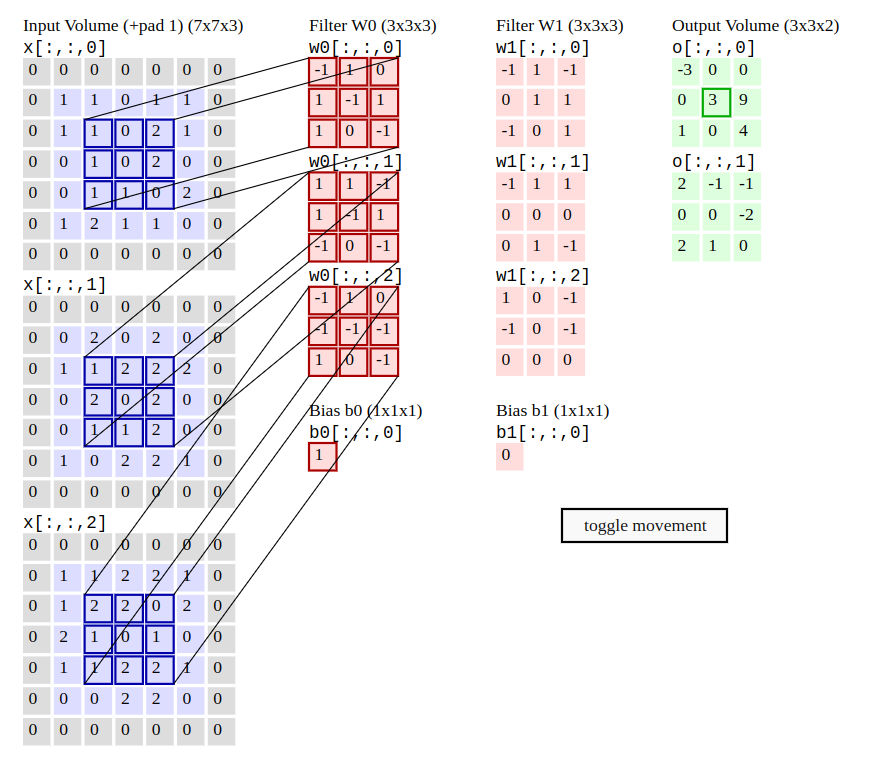 Input Volume (+pad 1) (7x7x3)
x[:,:,0]
0 0 0 0 0 0 0
0 1 1 0 1 1 0
0 1 1 0 2 1 0
0 0 1 0 2 0 0
0 0 1 1 0 2 0
0 1 2 1 1 0 0
0 0 0 0 0 0 0
x[:,:,1]
0 0 0 0 0 0 0
0 0 2 0 2 0 0
0 1 1 2 2 2 0
0 0 2 0 2 0 0
0 0 1 1 2 0 0
0 1 0 2 2 1 0
0 0 0 0 0 0 0
x[:,:,2]
0 0 0 0 0 0 0
0 1 1 2 2 1 0
0 1 2 2 0 2 0
0 2 1 0 1 0 0
0 1 1 2 2 1 0
0 0 0 2 2 0 0
0 0 0 0 0 0 0
Filter W0 (3x3x3)
w0[:,:,0]
-1 1 0
1 -1 1
1 0 -1
w0[:,:,1]
1 1 -1
1 -1 1
-1 0 -1
w0[:,:,2]
-1 1 0
-1 -1 -1
1 0 -1
Bias b0 (1x1x1)
b0[:,:,0]
1
Filter W1 (3x3x3)
w1[:,:,0]
-1 1 -1
0 1 1
-1 0 1
w1[:,:,1]
-1 1 1
0 0 0
0 1 -1
w1[:,:,2]
1 0 -1
-1 0 -1
0 0 0
Bias b1 (1x1x1)
b1[:,:,0]
0
Output Volume (3x3x2)
o[:,:,0]
-3 0 0
0 3 9
1 0 4
o[:,:,1]
2 -1 -1
0 0 -2
2 1 0
toggle movement